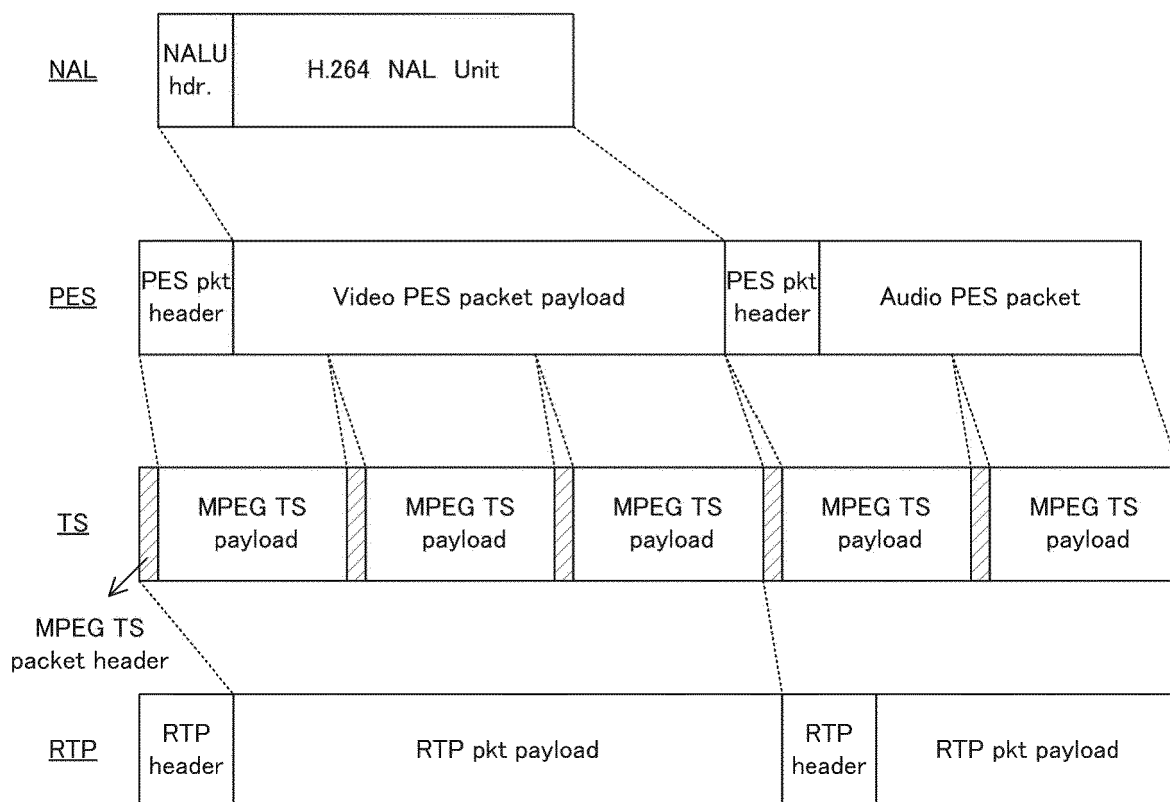 NAL
NALU
hdr.
H.264 NAL Unit
PES
PES pkt
header
Video PES packet payload
PES pkt
header
Audio PES packet
TS
MPEG TS
payload
MPEG TS
payload
MPEG TS
payload
MPEG TS
payload
MPEG TS
payload
MPEG TS
packet header
RTP
RTP
header
RTP pkt payload
RTP
header
RTP pkt payload